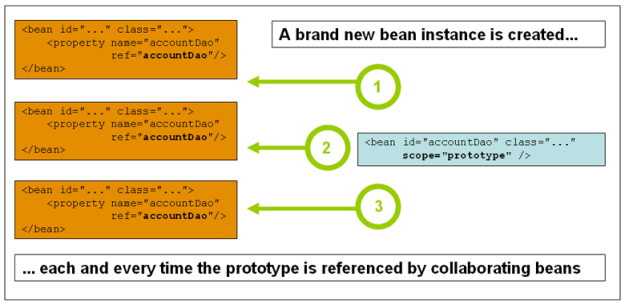 <bean id="..." class="...">
<property name="accountDao"
ref="accountDao"/>
</bean>
A brand new bean instance is created...
1
<bean id="..." class="...">
<property name="accountDao"
ref="accountDao"/>
</bean>
2
<bean id="accountDao" class="..."
scope="prototype" />
<bean id="..." class="...">
<property name="accountDao"
ref="accountDao"/>
</bean>
3
... each and every time the prototype is referenced by collaborating beans